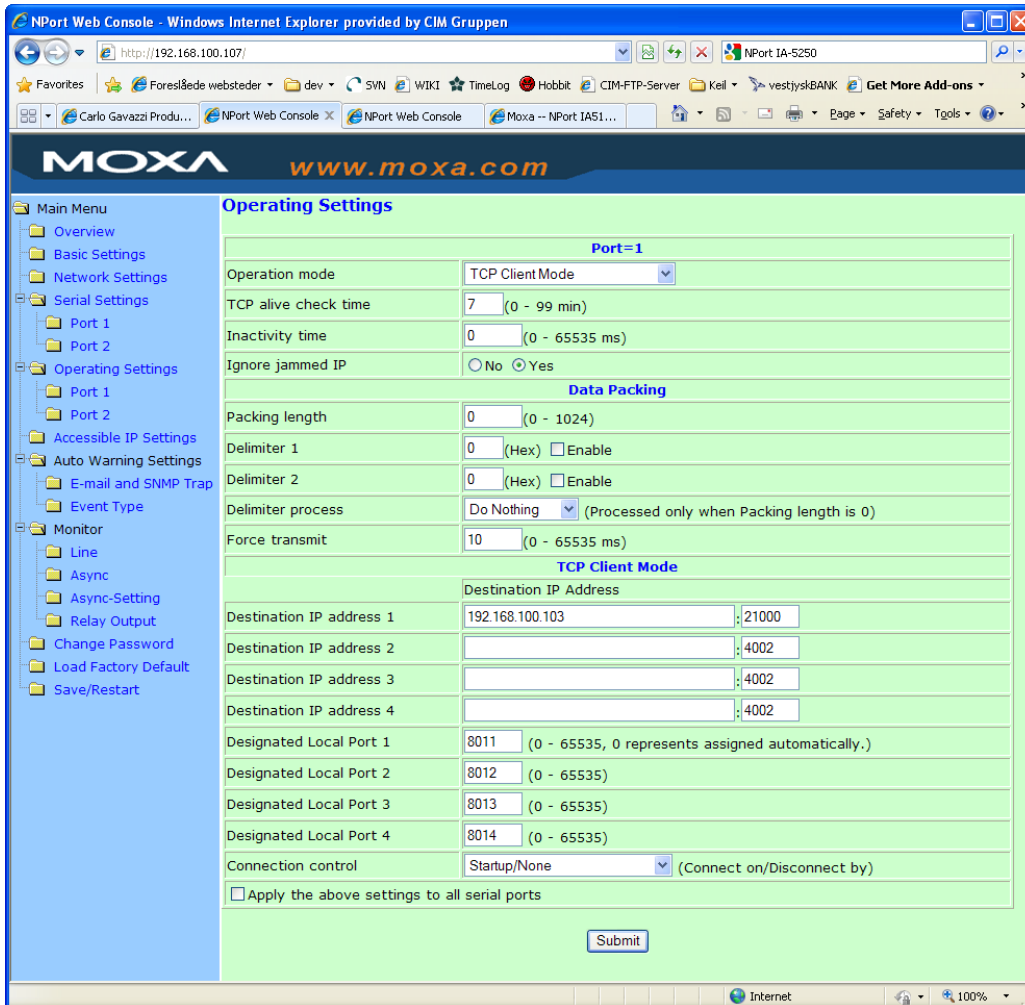 NPort Web Console - Windows Internet Explorer provided by CIM Gruppen
http://192.168.100.107/ NPort IA-5250
Favorites Foreslåede websteder dev SVN WIKI TimeLog Hobbit CIM-FTP-Server Keil vestjyskBANK Get More Add-ons
Carlo Gavazzi Produ... NPort Web Console NPort Web Console Moxa -- NPort IA51... Page Safety Tools
MOXA www.moxa.com
Main Menu
Overview
Basic Settings
Network Settings
Serial Settings
Port 1
Port 2
Operating Settings
Port 1
Port 2
Accessible IP Settings
Auto Warning Settings
E-mail and SNMP Trap
Event Type
Monitor
Line
Async
Async-Setting
Relay Output
Change Password
Load Factory Default
Save/Restart
Operating Settings
Port=1
Operation mode TCP Client Mode
TCP alive check time 7 (0 - 99 min)
Inactivity time 0 (0 - 65535 ms)
Ignore jammed IP No Yes
Data Packing
Packing length 0 (0 - 1024)
Delimiter 1 0 (Hex) Enable
Delimiter 2 0 (Hex) Enable
Delimiter process Do Nothing (Processed only when Packing length is 0)
Force transmit 10 (0 - 65535 ms)
TCP Client Mode
Destination IP Address
Destination IP address 1 192.168.100.103 : 21000
Destination IP address 2 : 4002
Destination IP address 3 : 4002
Destination IP address 4 : 4002
Designated Local Port 1 8011 (0 - 65535, 0 represents assigned automatically.)
Designated Local Port 2 8012 (0 - 65535)
Designated Local Port 3 8013 (0 - 65535)
Designated Local Port 4 8014 (0 - 65535)
Connection control Startup/None (Connect on/Disconnect by)
Apply the above settings to all serial ports
Submit
Internet 100%